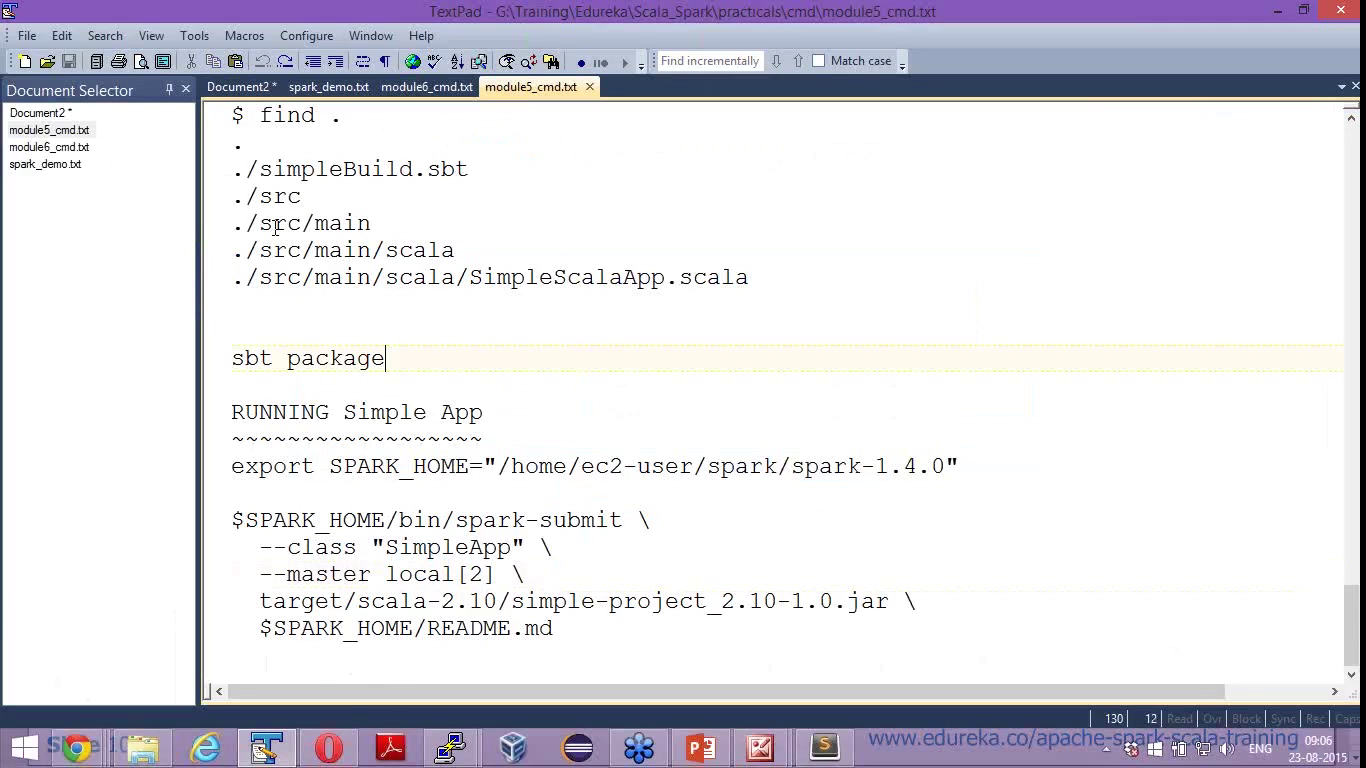 TextPad - G:\Training\Edureka\Scala_Spark\practicals\cmd\module5_cmd.txt
File Edit Search View Tools Macros Configure Window Help
Find incrementally Match case
Document Selector
Document2 *
module5_cmd.txt
module6_cmd.txt
spark_demo.txt
Document2 * spark_demo.txt module6_cmd.txt module5_cmd.txt
$ find .
.
./simpleBuild.sbt
./src
./src/main
./src/main/scala
./src/main/scala/SimpleScalaApp.scala
sbt package
RUNNING Simple App
~~~~~~~~~~~~~~~~~~
export SPARK_HOME="/home/ec2-user/spark/spark-1.4.0"
$SPARK_HOME/bin/spark-submit \
--class "SimpleApp" \
--master local[2] \
target/scala-2.10/simple-project_2.10-1.0.jar \
$SPARK_HOME/README.md
130 12 Read Ovr Block Sync Rec Caps
www.edureka.co/apache-spark-scala-training
ENG
09:06
23-08-2015